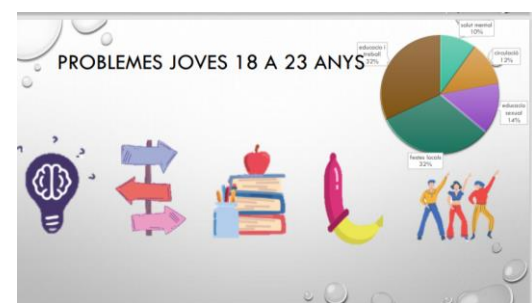 PROBLEMES JOVES 18 A 23 ANYS
salut mental
10%
circulació
12%
educació
sexual
14%
festes locals
32%
educació i
treball
32%